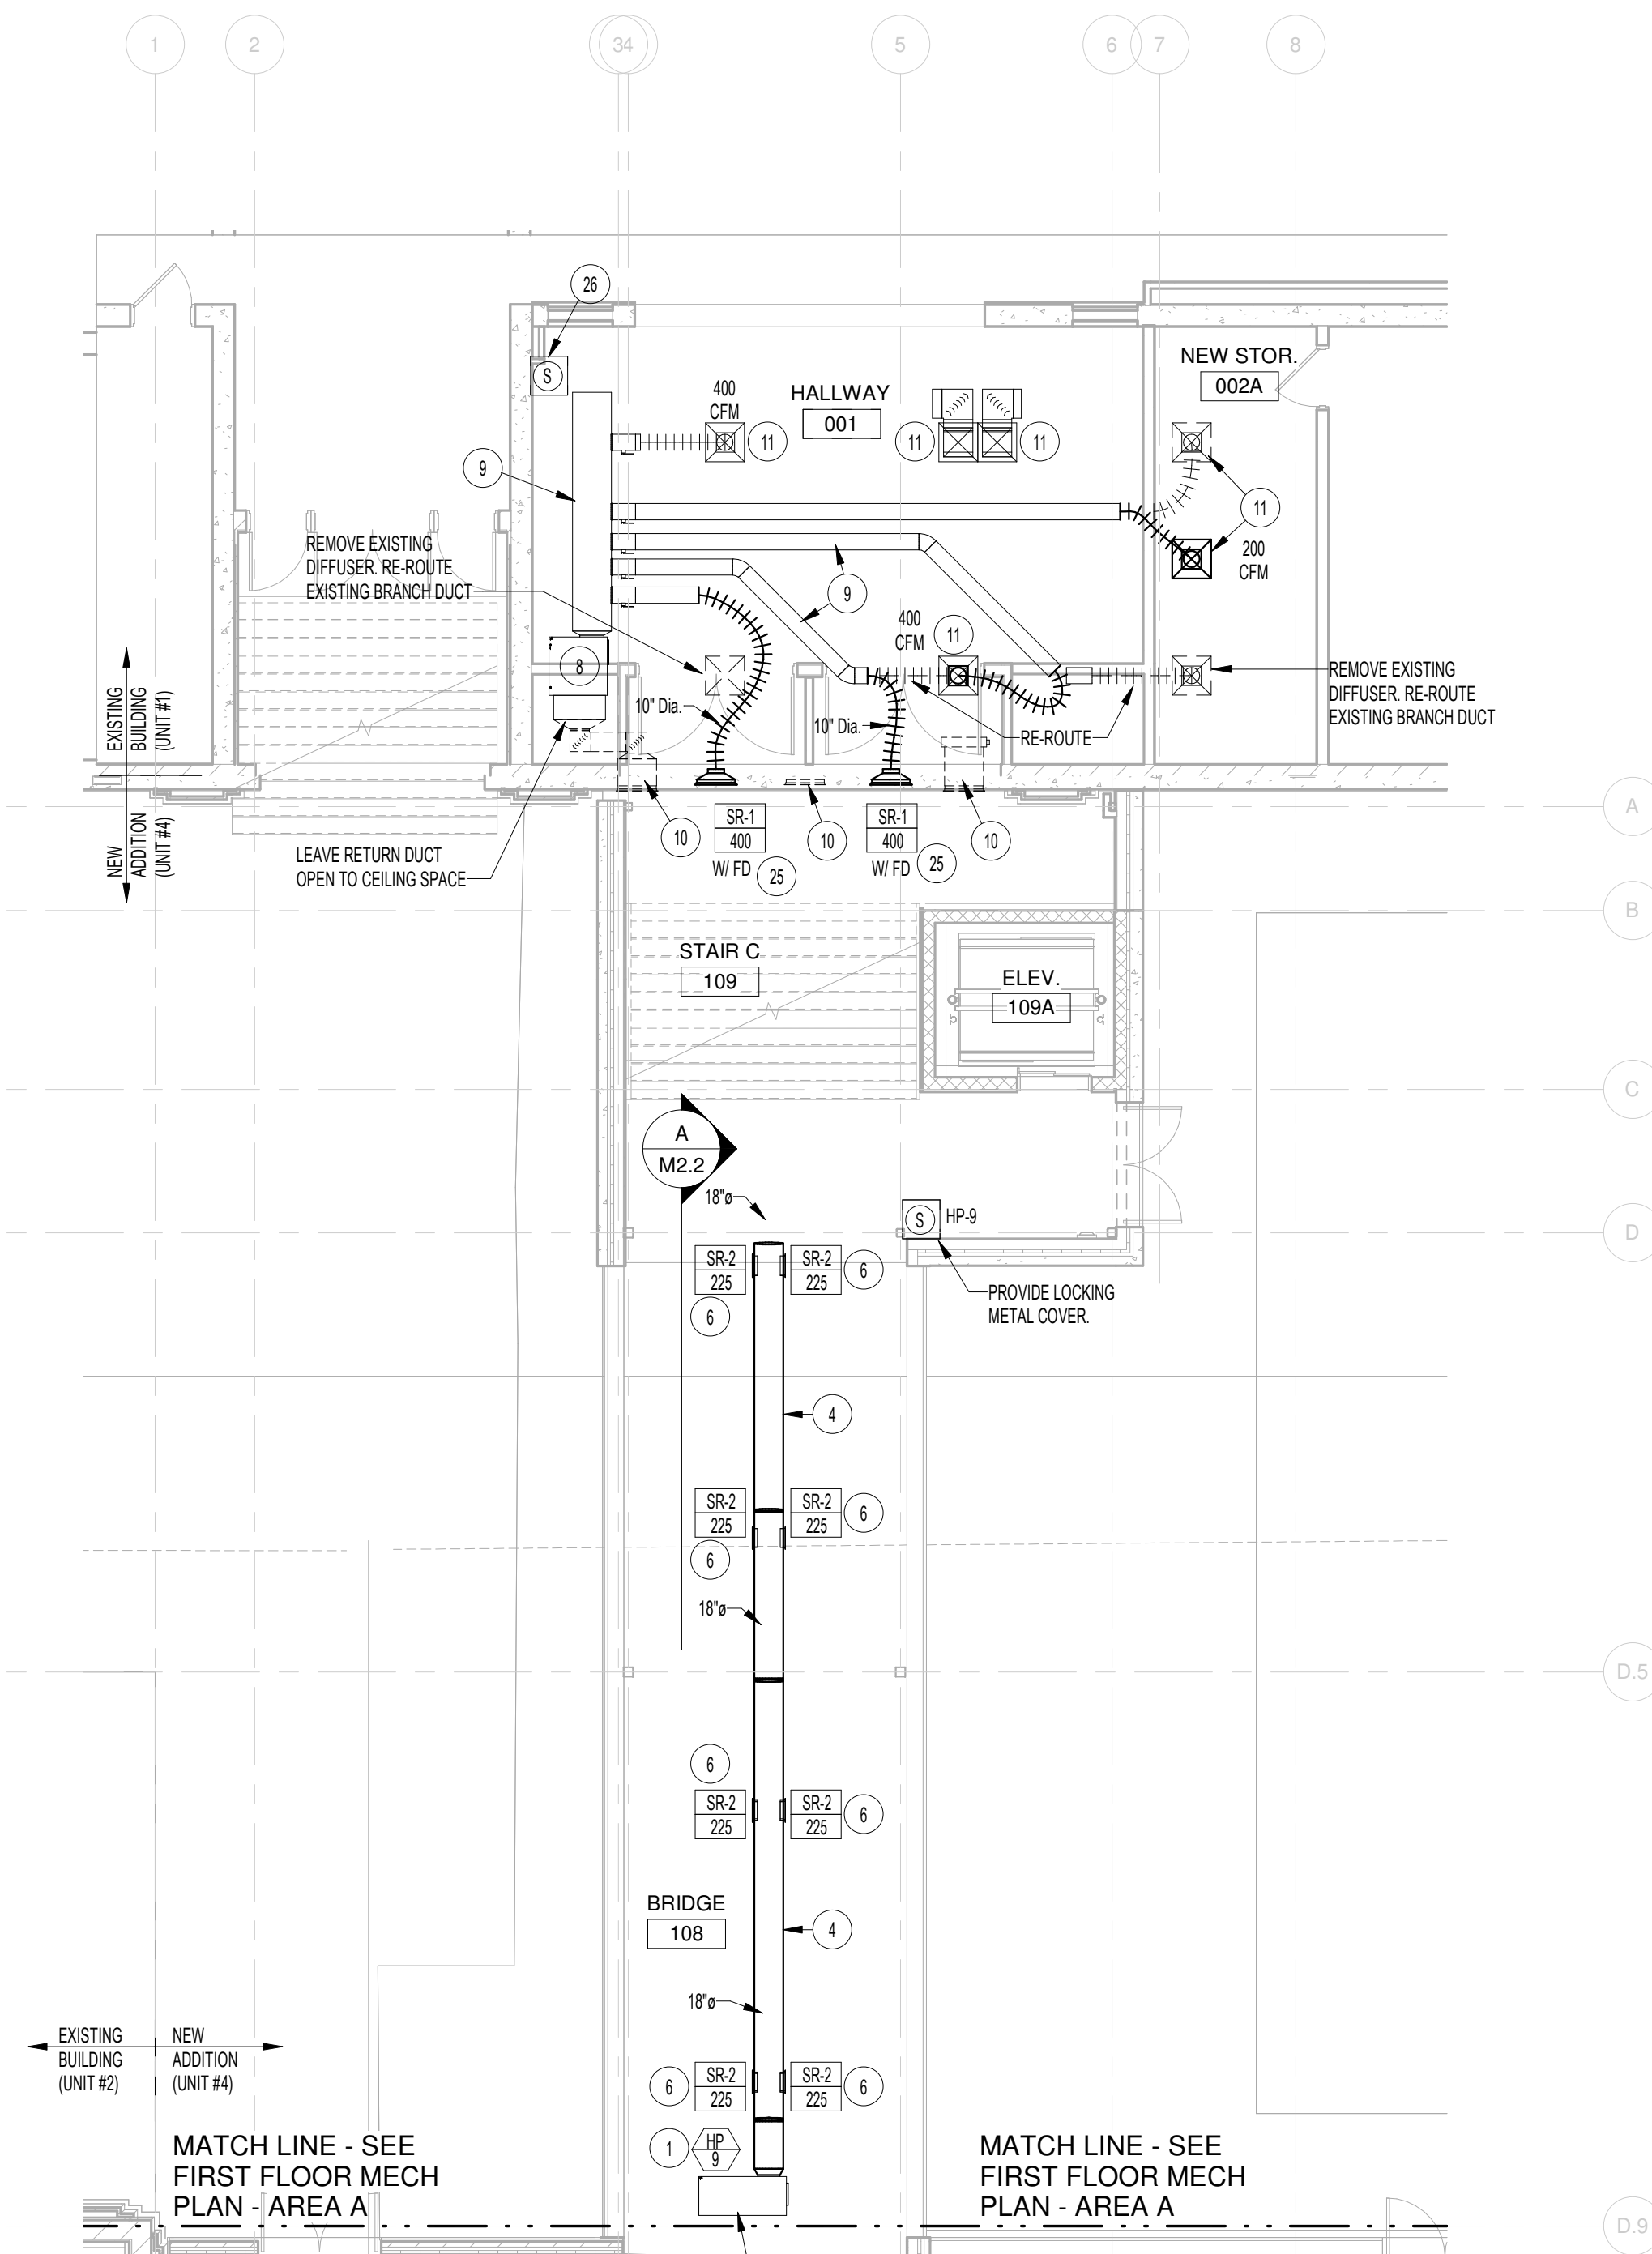 1
2
34
5
6
7
8
26
S
NEW STOR.
002A
400
CFM
HALLWAY
001
11
11
11
9
11
200
CFM
REMOVE EXISTING
DIFFUSER. RE-ROUTE
EXISTING BRANCH DUCT
9
400
CFM
11
8
REMOVE EXISTING
DIFFUSER. RE-ROUTE
EXISTING BRANCH DUCT
10" Dia.
10" Dia.
RE-ROUTE
EXISTING
BUILDING
(UNIT #1)
NEW
ADDITION
(UNIT #4)
A
SR-1
400
W/ FD
25
SR-1
400
W/ FD
25
10
10
10
LEAVE RETURN DUCT
OPEN TO CEILING SPACE
B
STAIR C
109
ELEV.
109A
C
A
M2.2
18"ø
S
HP-9
D
SR-2
225
SR-2
225
6
6
PROVIDE LOCKING
METAL COVER.
4
SR-2
225
SR-2
225
6
6
18"ø
D.5
6
SR-2
225
SR-2
225
6
BRIDGE
108
4
18"ø
EXISTING
BUILDING
(UNIT #2)
NEW
ADDITION
(UNIT #4)
6
SR-2
225
SR-2
225
6
1
HP
9
MATCH LINE - SEE
FIRST FLOOR MECH
PLAN - AREA A
MATCH LINE - SEE
FIRST FLOOR MECH
PLAN - AREA A
D.9